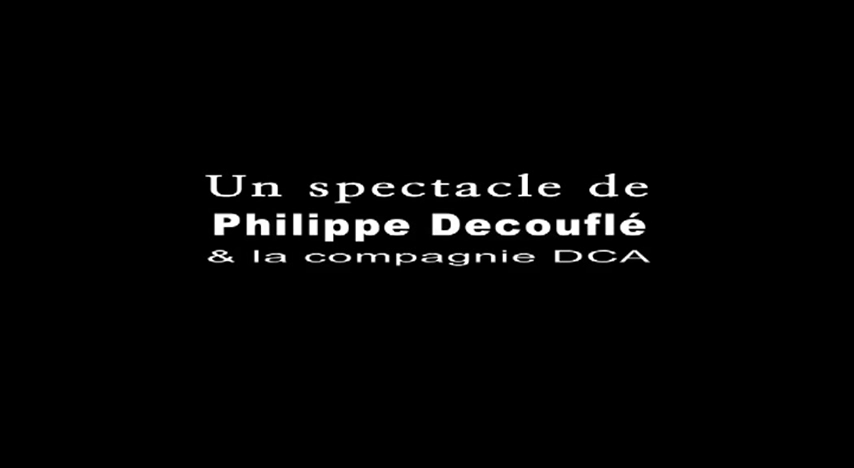 Un spectacle de
Philippe Decouflé
& la compagnie DCA